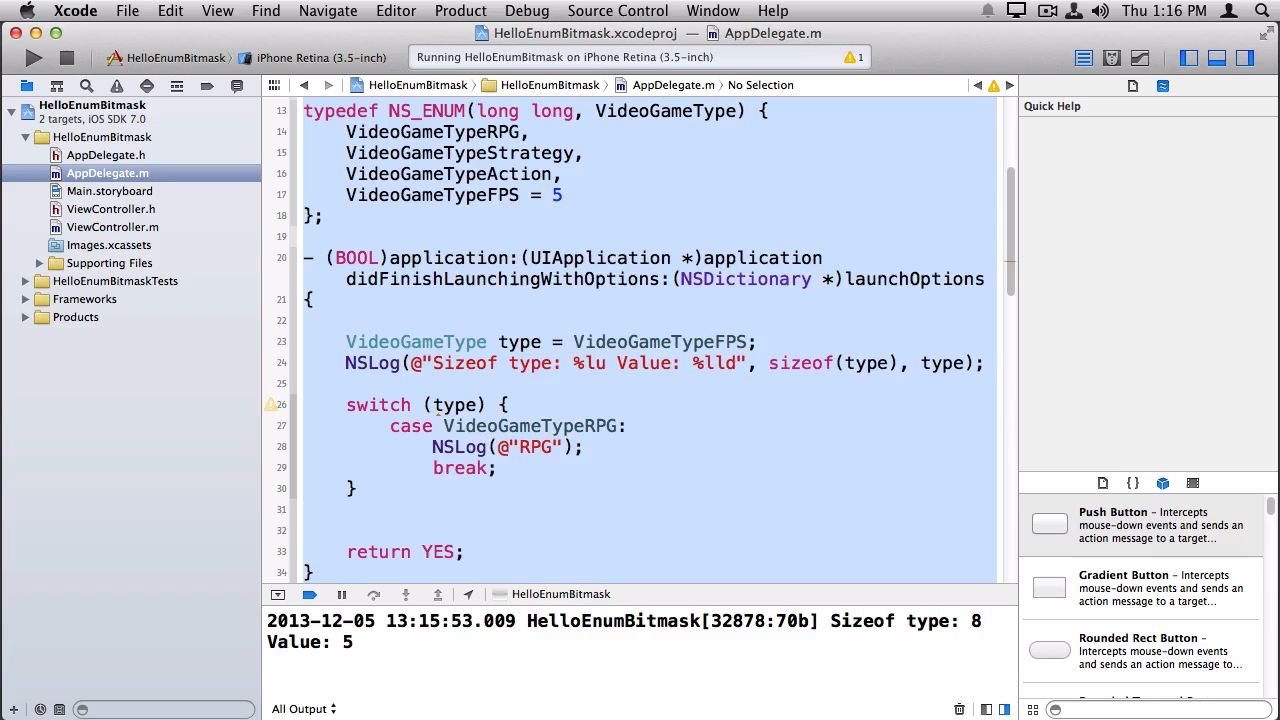 Xcode File Edit View Find Navigate Editor Product Debug Source Control Window Help Thu 1:16 PM
HelloEnumBitmask.xcodeproj — AppDelegate.m
HelloEnumBitmask iPhone Retina (3.5-inch) Running HelloEnumBitmask on iPhone Retina (3.5-inch) 1
HelloEnumBitmask HelloEnumBitmask AppDelegate.m No Selection
HelloEnumBitmask
2 targets, iOS SDK 7.0
HelloEnumBitmask
AppDelegate.h
AppDelegate.m
Main.storyboard
ViewController.h
ViewController.m
Images.xcassets
Supporting Files
HelloEnumBitmaskTests
Frameworks
Products
13 typedef NS_ENUM(long long, VideoGameType) {
14 VideoGameTypeRPG,
15 VideoGameTypeStrategy,
16 VideoGameTypeAction,
17 VideoGameTypeFPS = 5
18 };
19
20 - (BOOL)application:(UIApplication *)application
didFinishLaunchingWithOptions:(NSDictionary *)launchOptions
21 {
22
23 VideoGameType type = VideoGameTypeFPS;
24 NSLog(@"Sizeof type: %lu Value: %lld", sizeof(type), type);
25
26 switch (type) {
27 case VideoGameTypeRPG:
28 NSLog(@"RPG");
29 break;
30 }
31
32
33 return YES;
34 }
HelloEnumBitmask
2013-12-05 13:15:53.009 HelloEnumBitmask[32878:70b] Sizeof type: 8
Value: 5
All Output
Quick Help
Push Button – Intercepts
mouse-down events and sends an
action message to a target...
Gradient Button – Intercepts
mouse-down events and sends an
action message to a target...
Rounded Rect Button –
Intercepts mouse-down events
and sends an action message to...